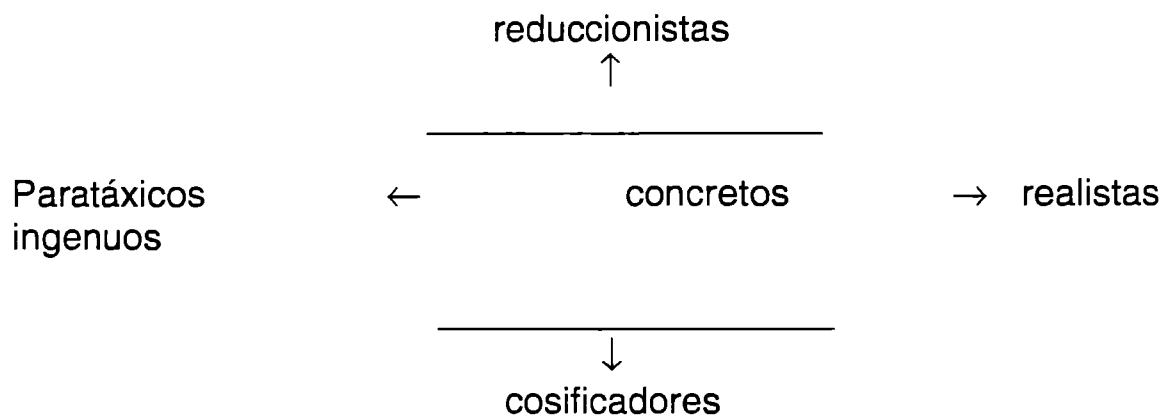 reduccionistas
↑
Paratáxicos ← concretos → realistas
ingenuos
↓
cosificadores